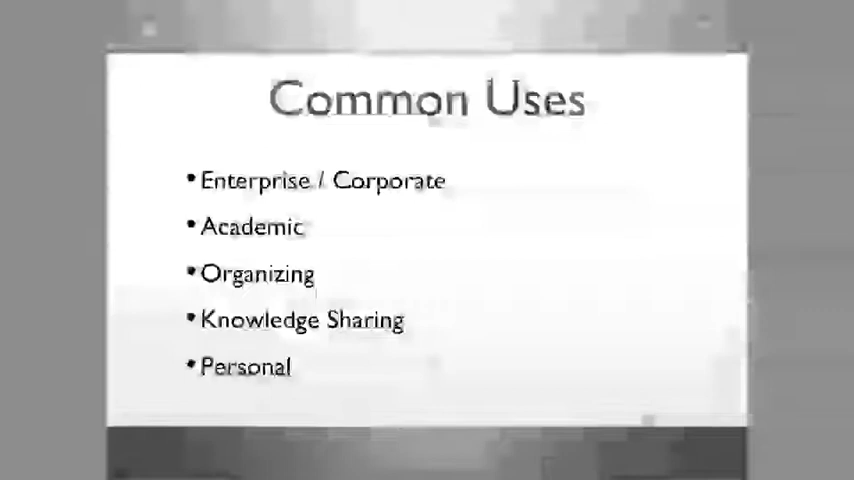 Common Uses
• Enterprise / Corporate
• Academic
• Organizing
• Knowledge Sharing
• Personal